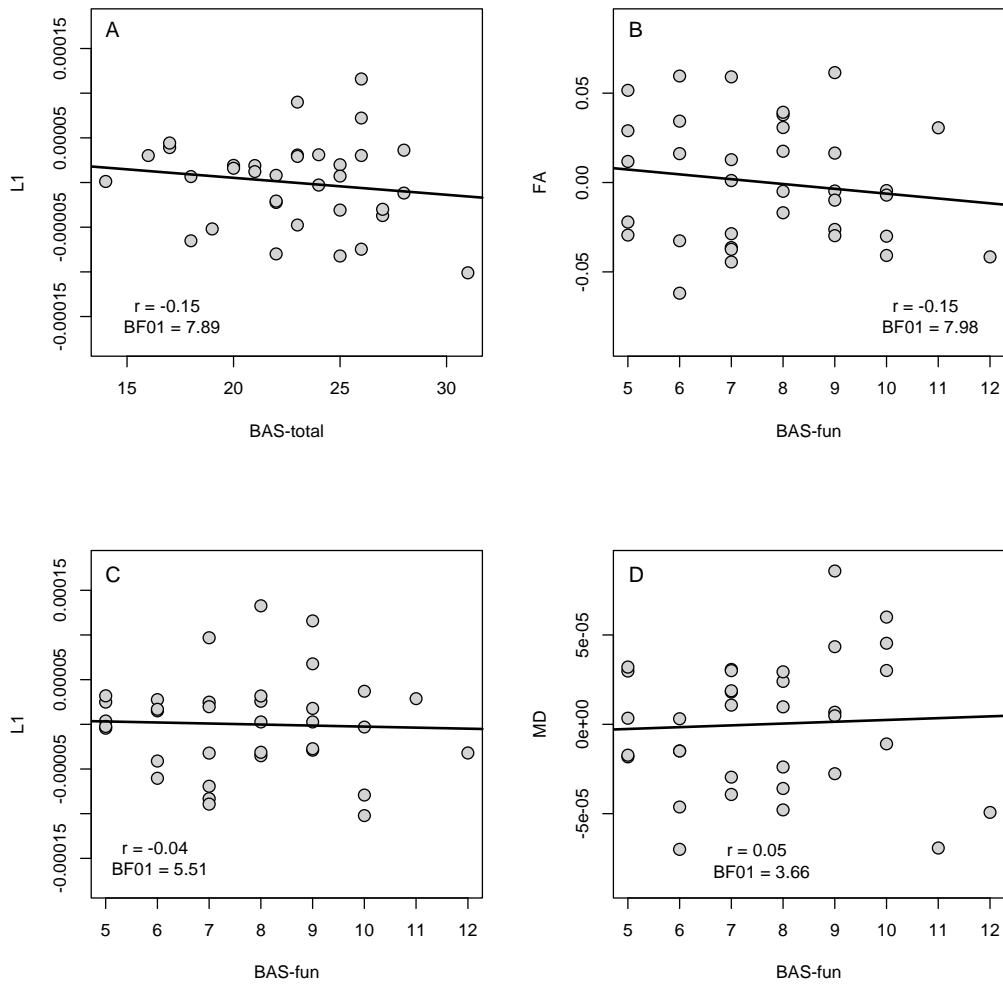 A
L1
0.00015
0.00005
-0.00005
-0.00015
r = -0.15
BF01 = 7.89
15 20 25 30
BAS-total
B
FA
0.05
0.00
-0.05
r = -0.15
BF01 = 7.98
5 6 7 8 9 10 11 12
BAS-fun
C
L1
0.00015
0.00005
-0.00005
-0.00015
r = -0.04
BF01 = 5.51
5 6 7 8 9 10 11 12
BAS-fun
D
MD
5e-05
0e+00
-5e-05
r = 0.05
BF01 = 3.66
5 6 7 8 9 10 11 12
BAS-fun